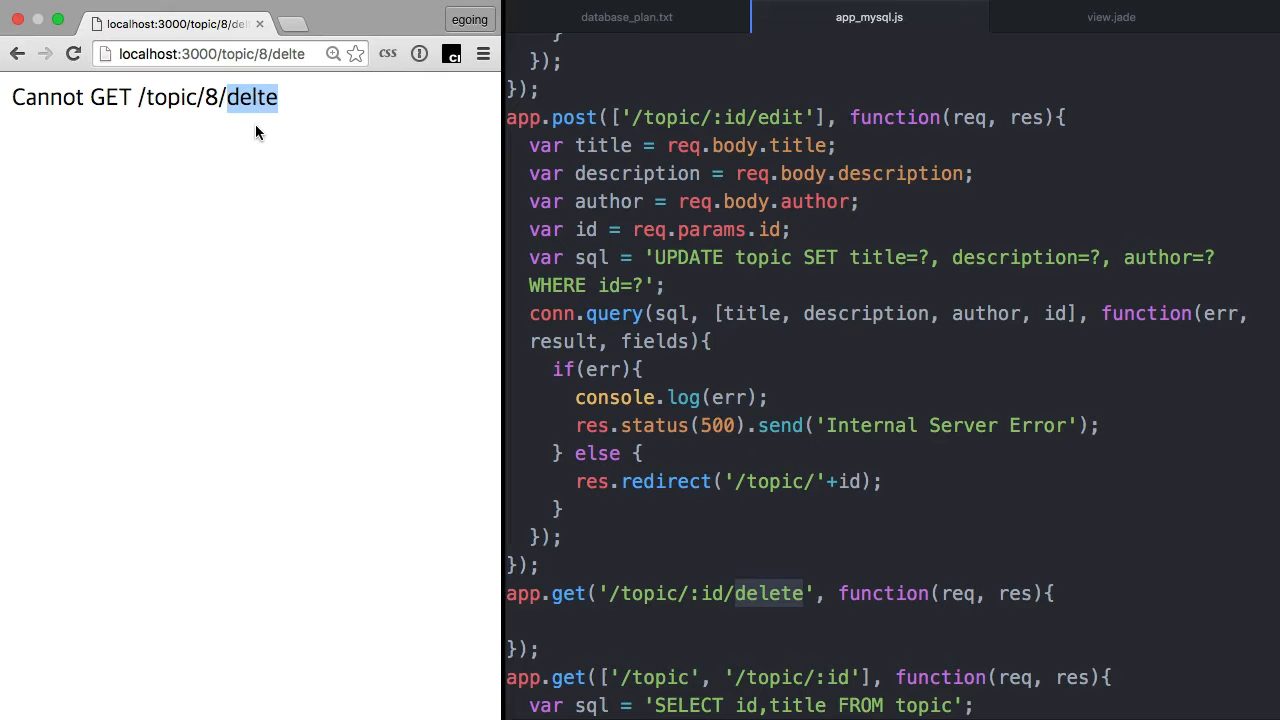 localhost:3000/topic/8/delt
egoing
localhost:3000/topic/8/delte
css
Cannot GET /topic/8/delte
database_plan.txt
app_mysql.js
view.jade
}
});
});
app.post(['/topic/:id/edit'], function(req, res){
var title = req.body.title;
var description = req.body.description;
var author = req.body.author;
var id = req.params.id;
var sql = 'UPDATE topic SET title=?, description=?, author=?
WHERE id=?';
conn.query(sql, [title, description, author, id], function(err,
result, fields){
if(err){
console.log(err);
res.status(500).send('Internal Server Error');
} else {
res.redirect('/topic/'+id);
}
});
});
app.get('/topic/:id/delete', function(req, res){
});
app.get(['/topic', '/topic/:id'], function(req, res){
var sql = 'SELECT id,title FROM topic';